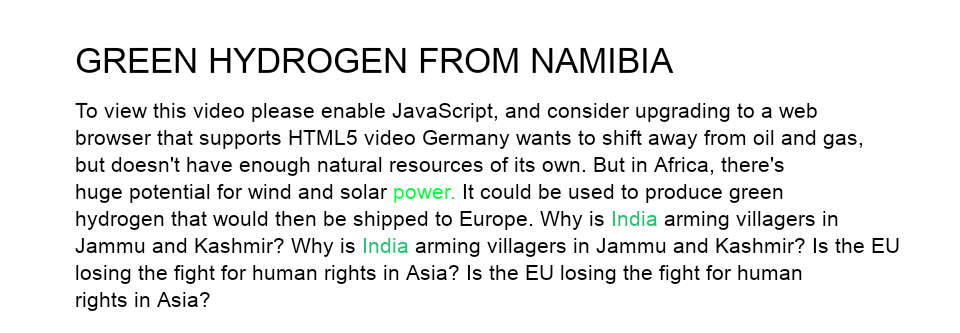 GREEN HYDROGEN FROM NAMIBIA
To view this video please enable JavaScript, and consider upgrading to a web
browser that supports HTML5 video Germany wants to shift away from oil and gas,
but doesn't have enough natural resources of its own. But in Africa, there's
huge potential for wind and solar power. It could be used to produce green
hydrogen that would then be shipped to Europe. Why is India arming villagers in
Jammu and Kashmir? Why is India arming villagers in Jammu and Kashmir? Is the EU
losing the fight for human rights in Asia? Is the EU losing the fight for human
rights in Asia?